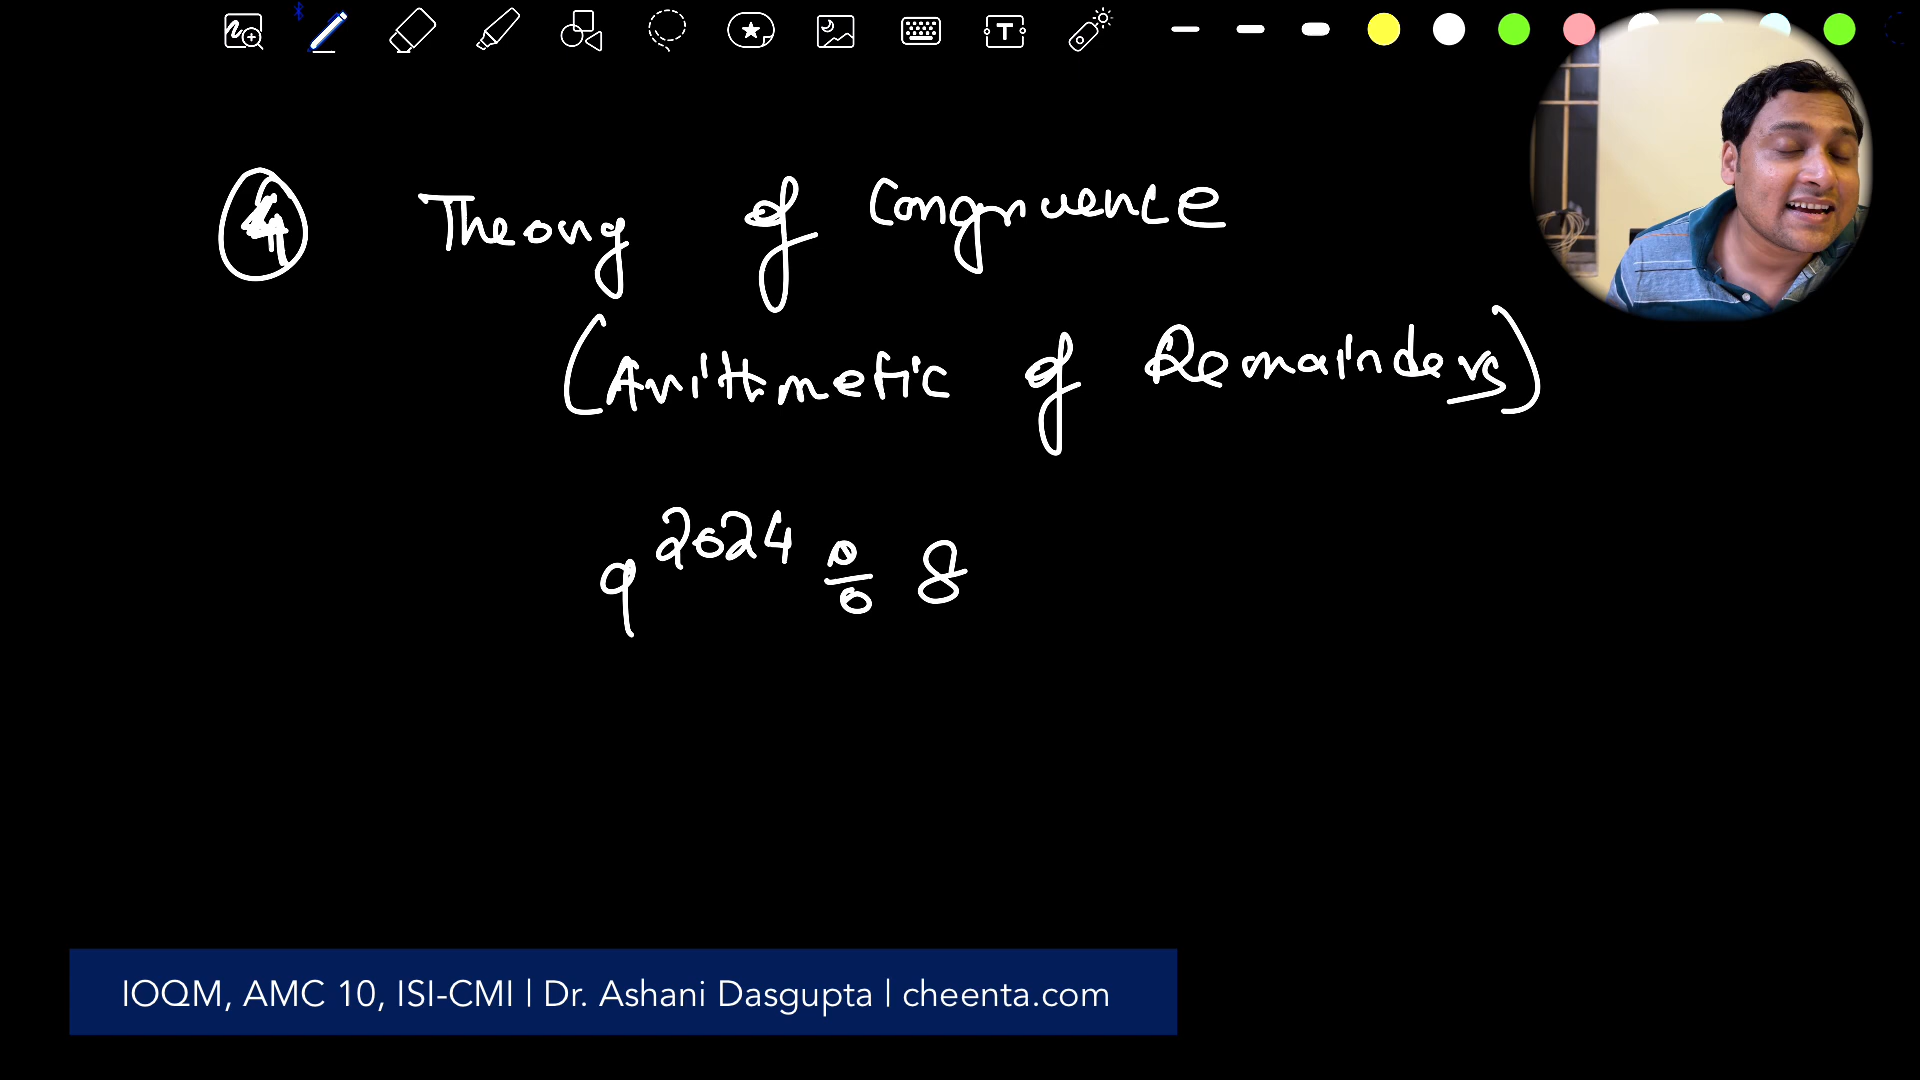 4 Theory of Congruence
(Arithmetic of Remainders)
9^2024 ÷ 8
IOQM, AMC 10, ISI-CMI | Dr. Ashani Dasgupta | cheenta.com